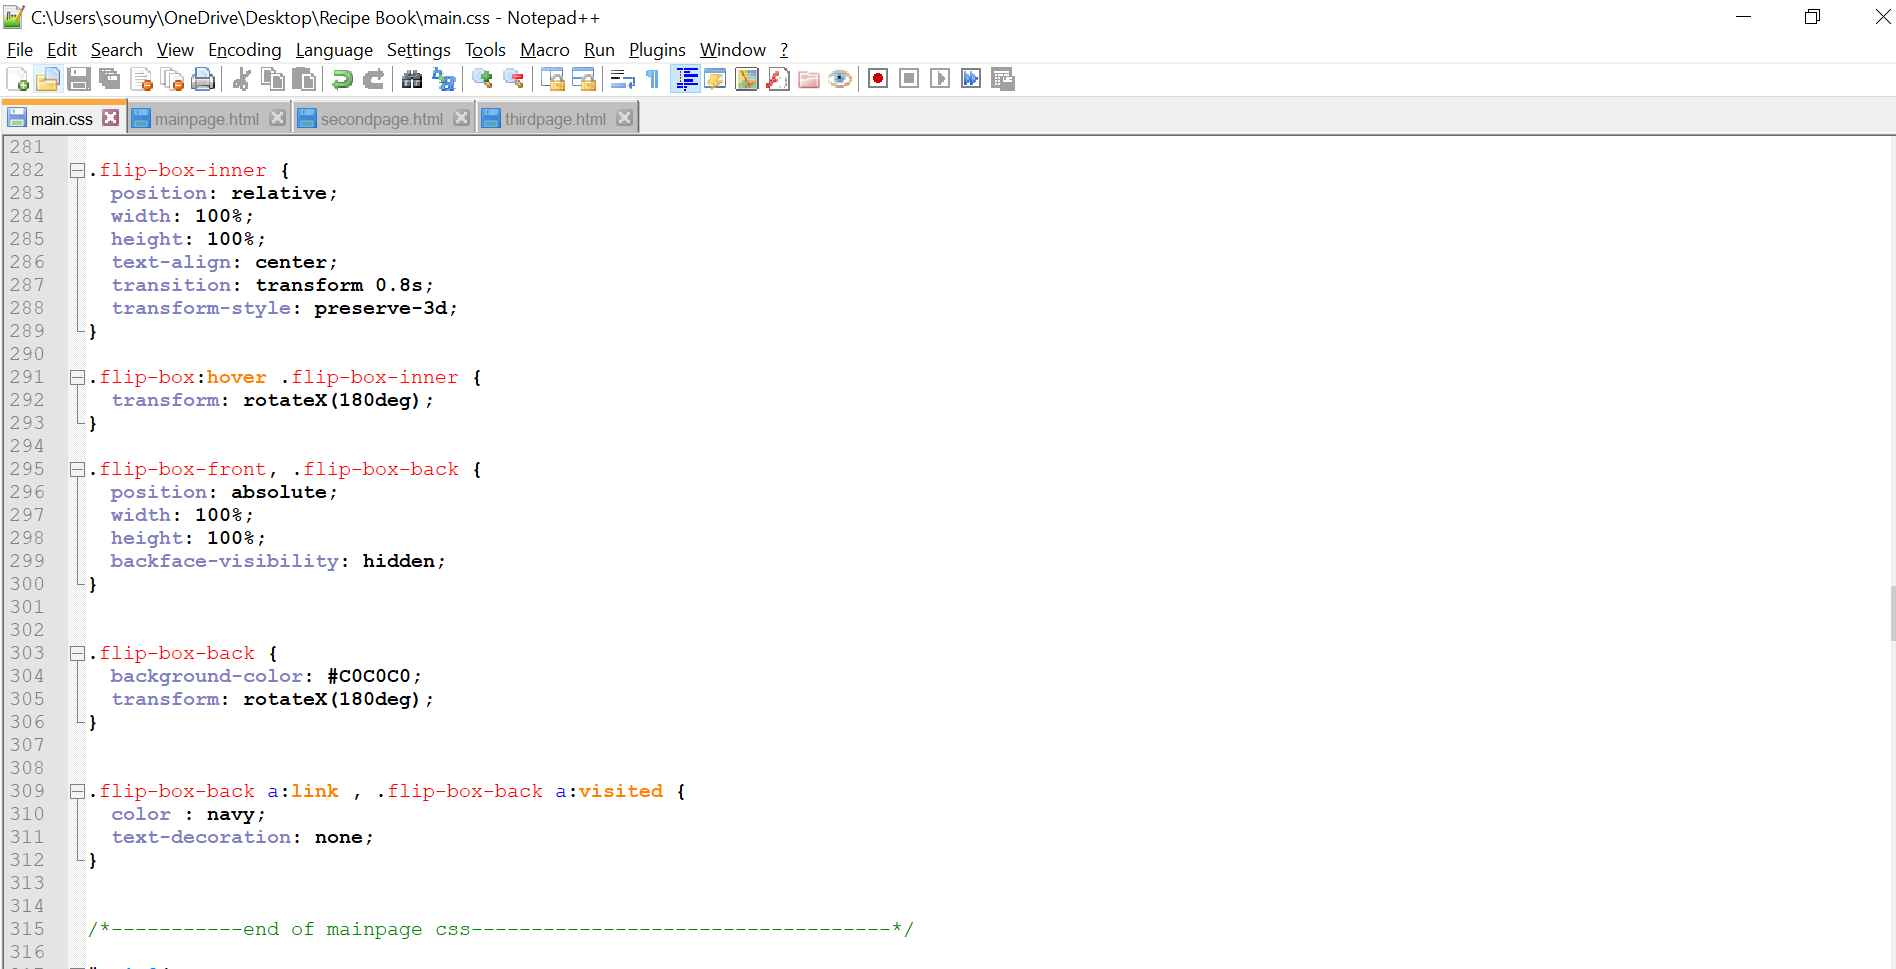 C:\Users\soumy\OneDrive\Desktop\Recipe Book\main.css - Notepad++
File Edit Search View Encoding Language Settings Tools Macro Run Plugins Window ?
main.css mainpage.html secondpage.html thirdpage.html
281
282 .flip-box-inner {
283 position: relative;
284 width: 100%;
285 height: 100%;
286 text-align: center;
287 transition: transform 0.8s;
288 transform-style: preserve-3d;
289 }
290
291 .flip-box:hover .flip-box-inner {
292 transform: rotateX(180deg);
293 }
294
295 .flip-box-front, .flip-box-back {
296 position: absolute;
297 width: 100%;
298 height: 100%;
299 backface-visibility: hidden;
300 }
301
302
303 .flip-box-back {
304 background-color: #C0C0C0;
305 transform: rotateX(180deg);
306 }
307
308
309 .flip-box-back a:link , .flip-box-back a:visited {
310 color : navy;
311 text-decoration: none;
312 }
313
314
315 /*-----------end of mainpage css-----------------------------------*/
316